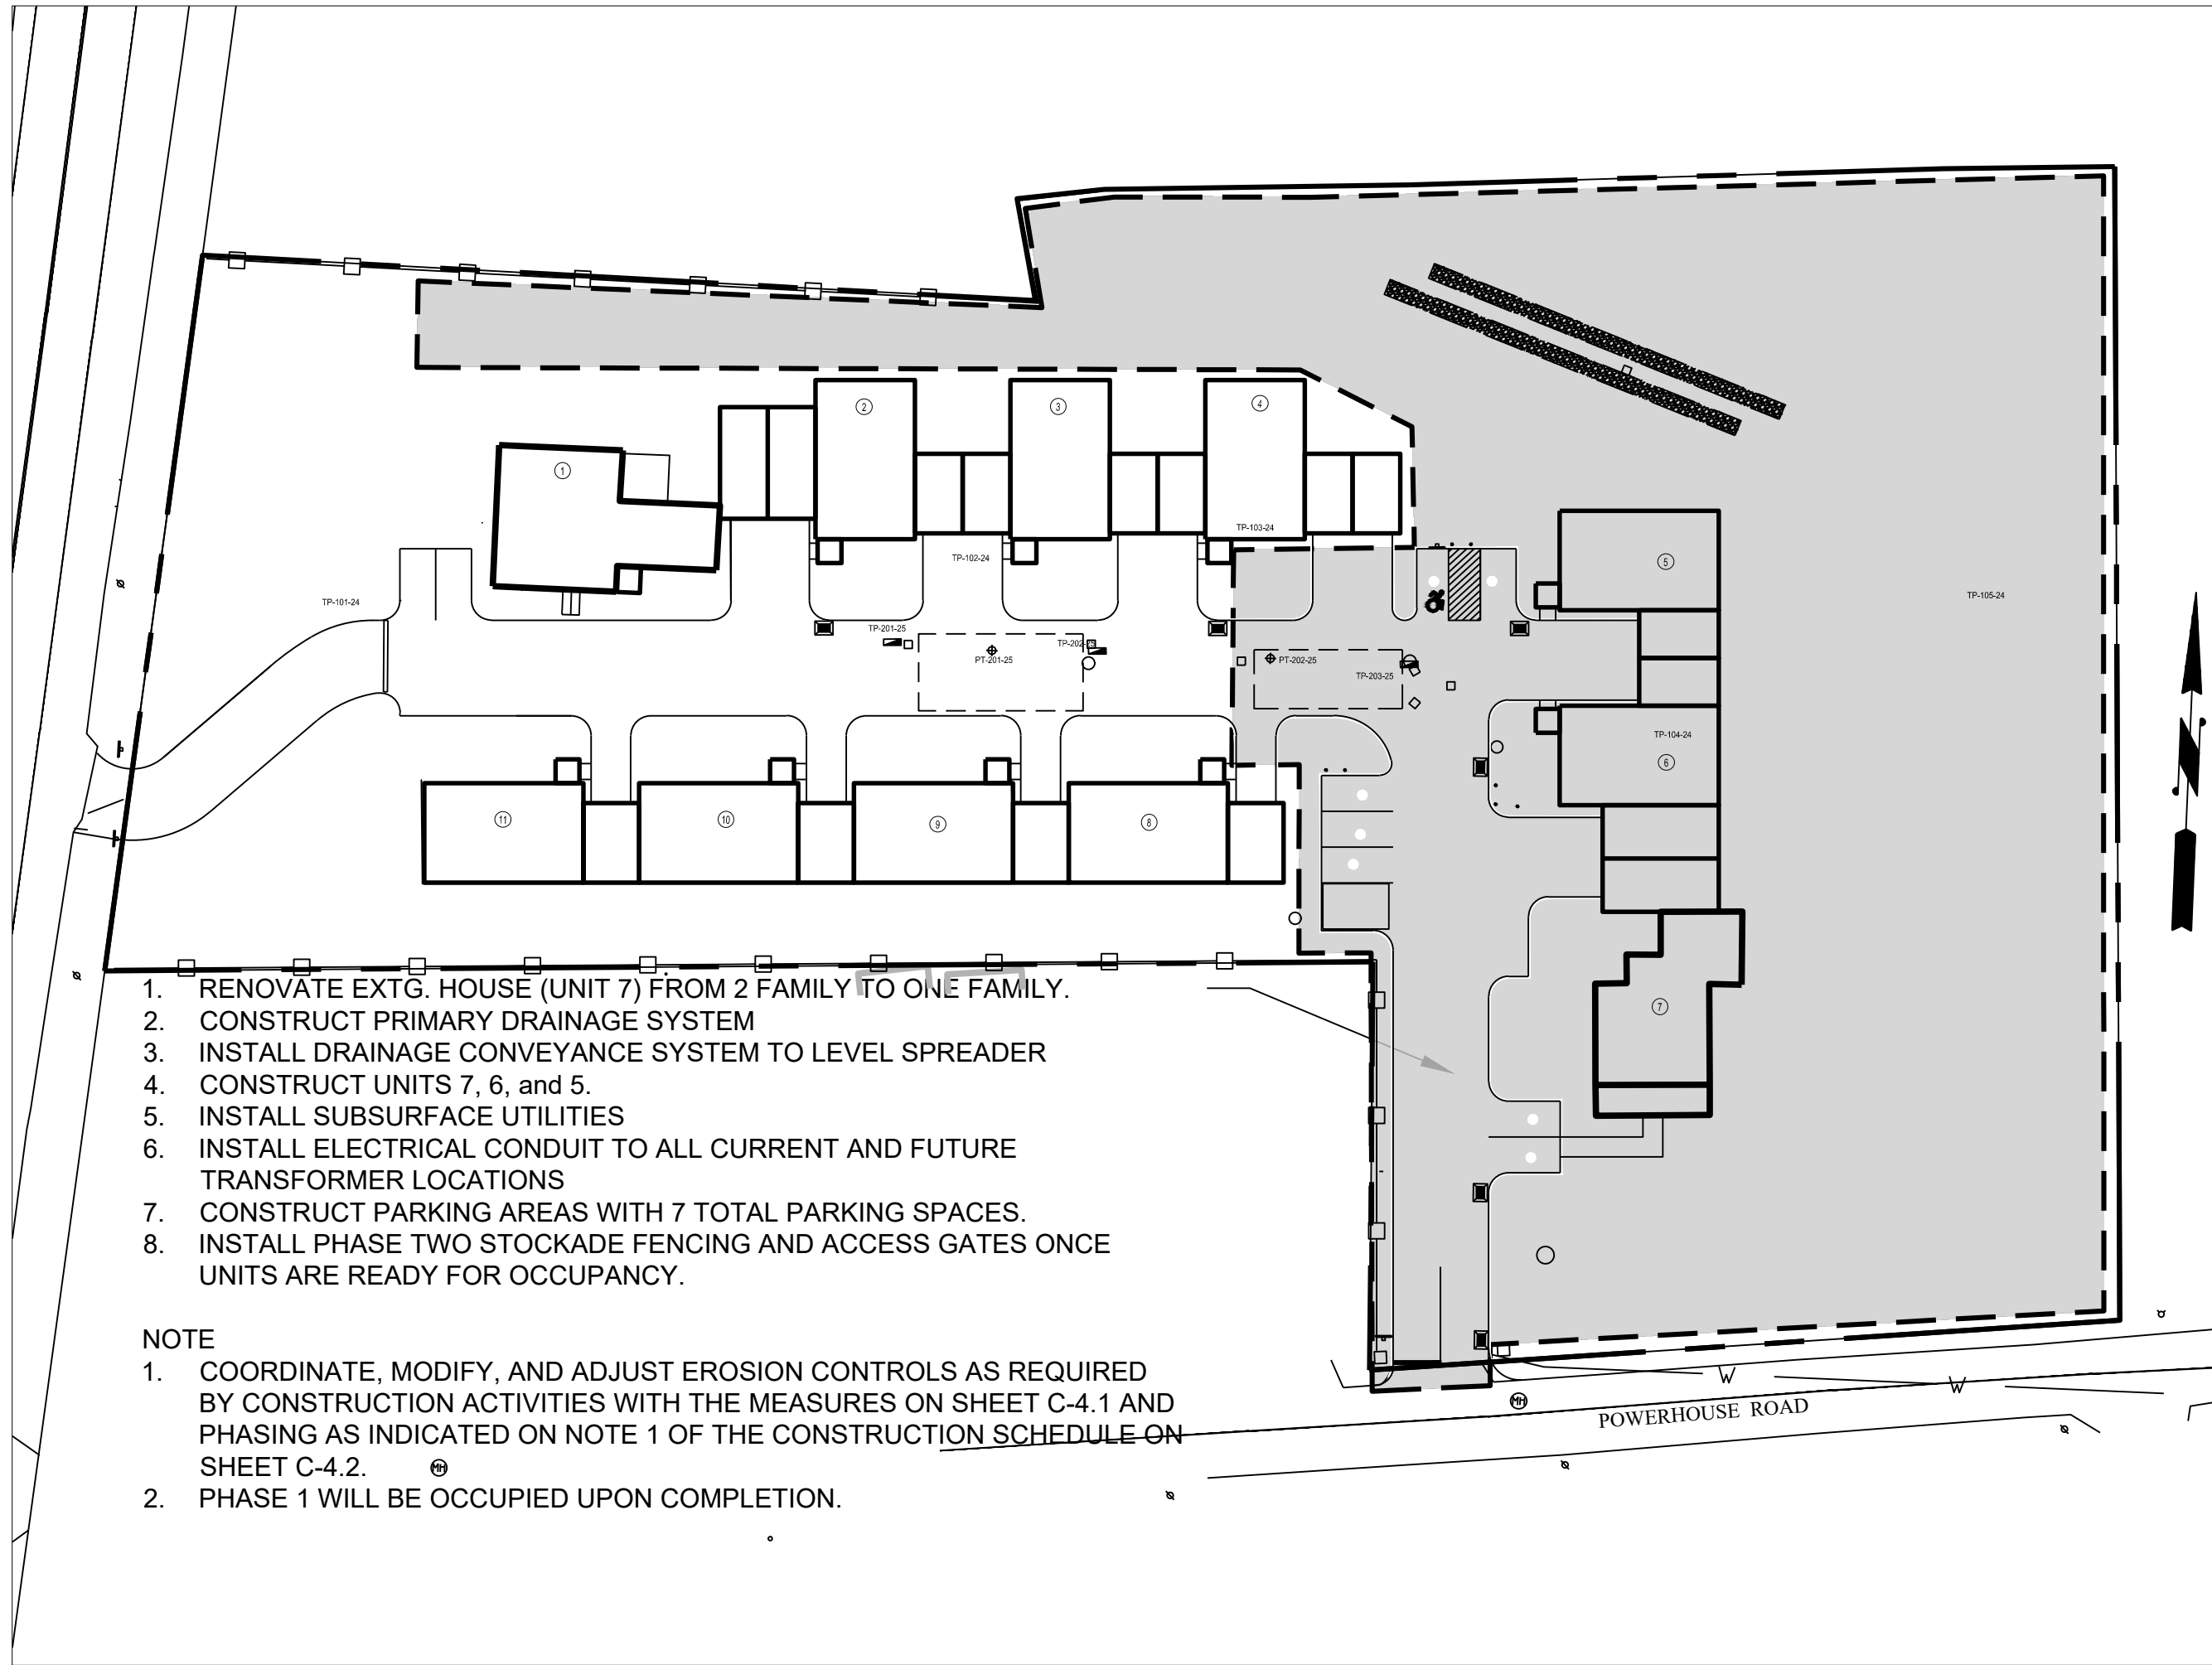 2
3
4
1
TP-103-24
TP-102-24
5
TP-101-24
TP-105-24
TP-201-25
TP-202-25
PT-201-25
PT-202-25
TP-203-25
TP-104-24
6
11
10
9
8
7
1. RENOVATE EXTG. HOUSE (UNIT 7) FROM 2 FAMILY TO ONE FAMILY.
2. CONSTRUCT PRIMARY DRAINAGE SYSTEM
3. INSTALL DRAINAGE CONVEYANCE SYSTEM TO LEVEL SPREADER
4. CONSTRUCT UNITS 7, 6, and 5.
5. INSTALL SUBSURFACE UTILITIES
6. INSTALL ELECTRICAL CONDUIT TO ALL CURRENT AND FUTURE
TRANSFORMER LOCATIONS
7. CONSTRUCT PARKING AREAS WITH 7 TOTAL PARKING SPACES.
8. INSTALL PHASE TWO STOCKADE FENCING AND ACCESS GATES ONCE
UNITS ARE READY FOR OCCUPANCY.
NOTE
1. COORDINATE, MODIFY, AND ADJUST EROSION CONTROLS AS REQUIRED
BY CONSTRUCTION ACTIVITIES WITH THE MEASURES ON SHEET C-4.1 AND
PHASING AS INDICATED ON NOTE 1 OF THE CONSTRUCTION SCHEDULE ON
SHEET C-4.2.
2. PHASE 1 WILL BE OCCUPIED UPON COMPLETION.
MH
W
W
MH
POWERHOUSE ROAD